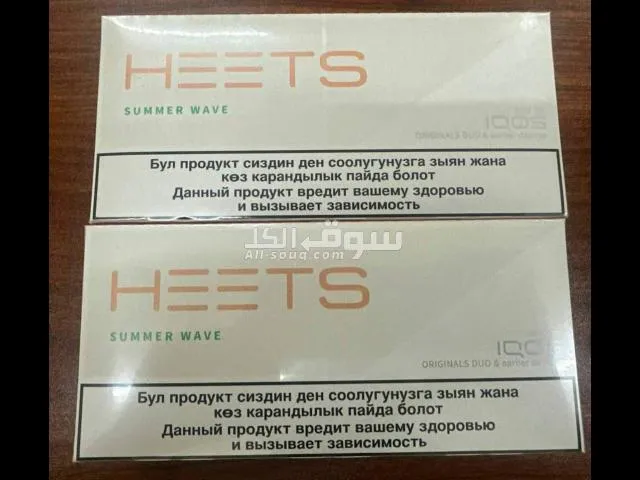 HEETS
SUMMER WAVE
IQOS
ORIGINALS DUO & earlier
Бул продукт сиздин ден соолугунузга зыян жана
көз карандылык пайда болот
Данный продукт вредит вашему здоровью
и вызывает зависимость
سوق الكل
All-souq.com
HEETS
SUMMER WAVE
IQOS
ORIGINALS DUO & earlier
Бул продукт сиздин ден соолугунузга зыян жана
көз карандылык пайда болот
Данный продукт вредит вашему здоровью
и вызывает зависимость